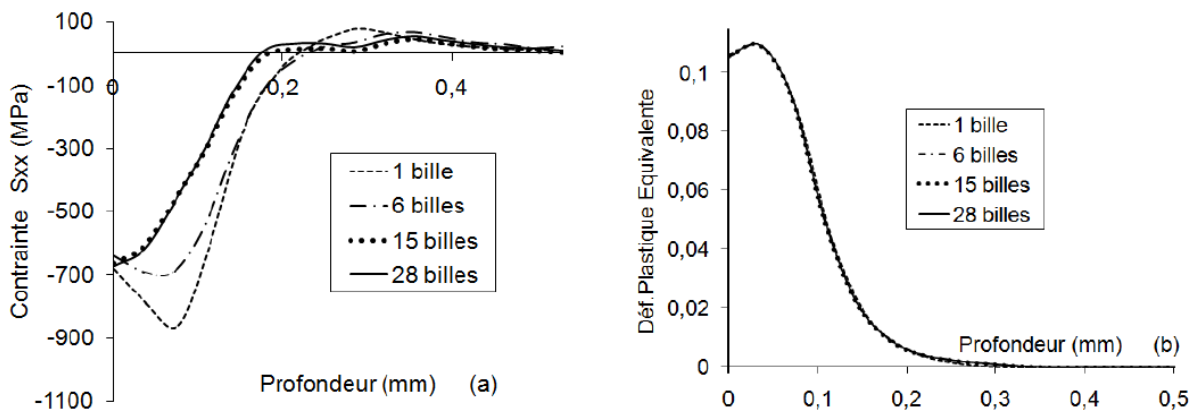 100
0
-100
-300
-500
-700
-900
-1100
0,2
0,4
Contrainte Sxx (MPa)
1 bille
6 billes
15 billes
28 billes
Profondeur (mm) (a)
0,1
0,08
0,06
0,04
0,02
0
Déf.Plastique Equivalente
1 bille
6 billes
15 billes
28 billes
Profondeur (mm) (b)
0
0,1
0,2
0,3
0,4
0,5